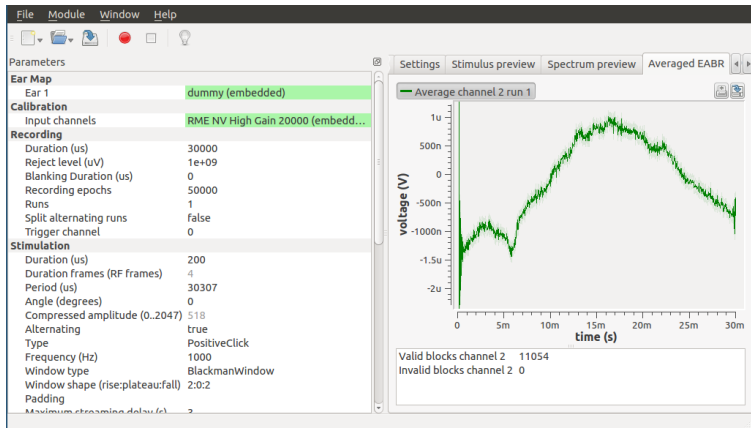 File Module Window Help
Parameters
Ear Map
Ear 1 dummy (embedded)
Calibration
Input channels RME NV High Gain 20000 (embedd...
Recording
Duration (us) 30000
Reject level (uV) 1e+09
Blanking Duration (us) 0
Recording epochs 50000
Runs 1
Split alternating runs false
Trigger channel 0
Stimulation
Duration (us) 200
Duration frames (RF frames) 4
Period (us) 30307
Angle (degrees) 0
Compressed amplitude (0..2047) 518
Alternating true
Type PositiveClick
Frequency (Hz) 1000
Window type BlackmanWindow
Window shape (rise:plateau:fall) 2:0:2
Padding
Maximum streaming delay (s) 3
Settings Stimulus preview Spectrum preview Averaged EABR
Average channel 2 run 1
voltage (V)
1u
500n
0
-500n
-1000n
-1.5u
-2u
0 5m 10m 15m 20m 25m 30m
time (s)
Valid blocks channel 2 11054
Invalid blocks channel 2 0